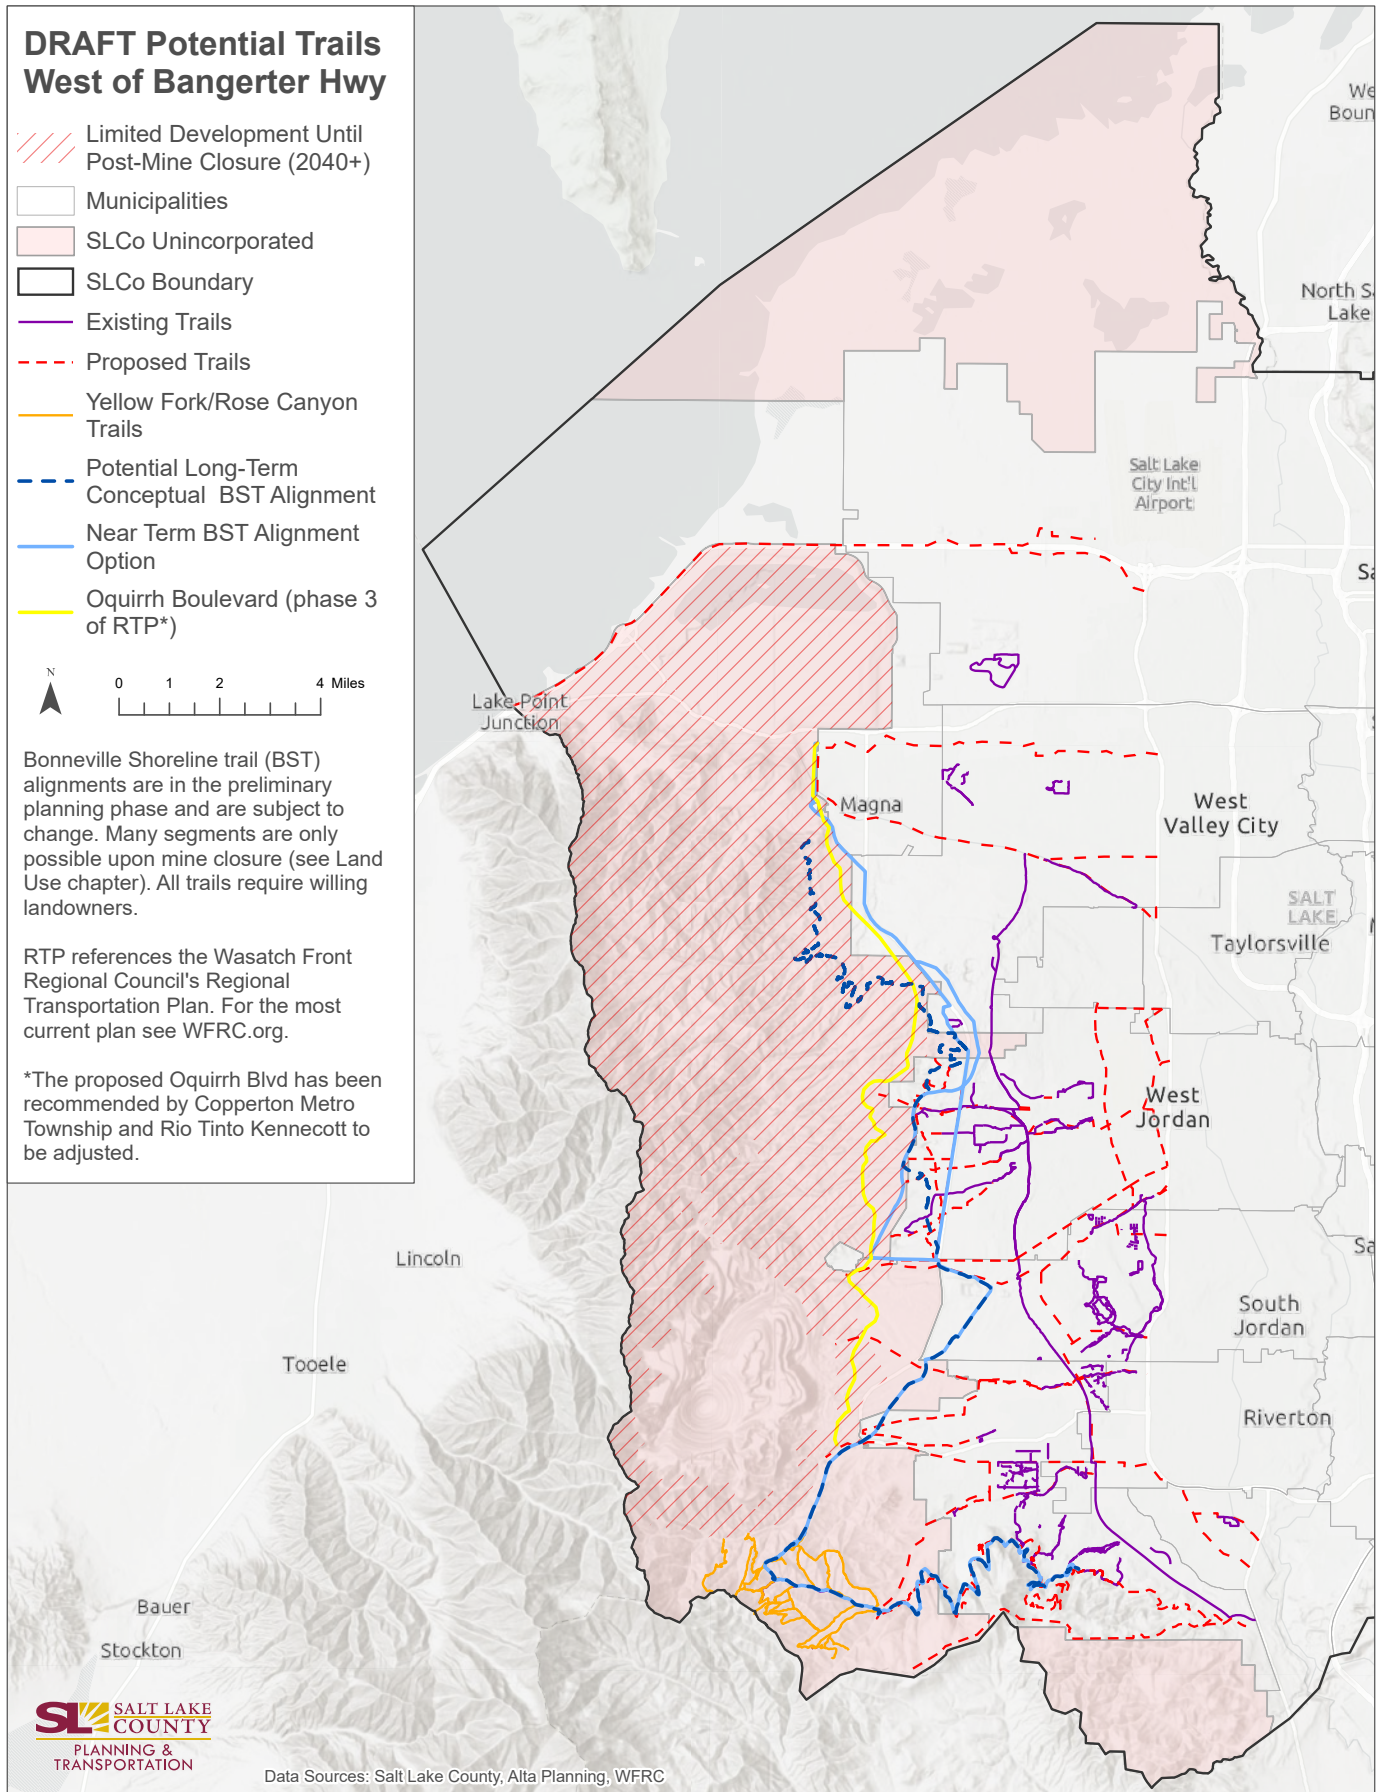 DRAFT Potential Trails
West of Bangerter Hwy
Limited Development Until
Post-Mine Closure (2040+)
Municipalities
SLCo Unincorporated
SLCo Boundary
Existing Trails
Proposed Trails
Yellow Fork/Rose Canyon
Trails
Potential Long-Term
Conceptual BST Alignment
Near Term BST Alignment
Option
Oquirrh Boulevard (phase 3
of RTP*)
N
0 1 2 4 Miles
Bonneville Shoreline trail (BST)
alignments are in the preliminary
planning phase and are subject to
change. Many segments are only
possible upon mine closure (see Land
Use chapter). All trails require willing
landowners.
RTP references the Wasatch Front
Regional Council's Regional
Transportation Plan. For the most
current plan see WFRC.org.
*The proposed Oquirrh Blvd has been
recommended by Copperton Metro
Township and Rio Tinto Kennecott to
be adjusted.
We
Boun
North S
Lake
Salt Lake
City Int'l
Airport
Sa
Lake Point
Junction
Magna
West
Valley City
SALT
LAKE
Taylorsville
West
Jordan
Lincoln
Sa
South
Jordan
Tooele
Riverton
Bauer
Stockton
SL SALT LAKE
COUNTY
PLANNING &
TRANSPORTATION
Data Sources: Salt Lake County, Alta Planning, WFRC